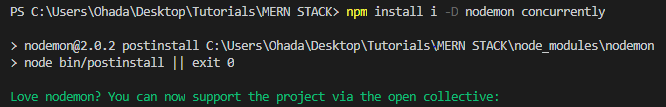 PS C:\Users\Ohada\Desktop\Tutorials\MERN STACK> npm install i -D nodemon concurrently
> nodemon@2.0.2 postinstall C:\Users\Ohada\Desktop\Tutorials\MERN STACK\node_modules\nodemon
> node bin/postinstall || exit 0
Love nodemon? You can now support the project via the open collective: